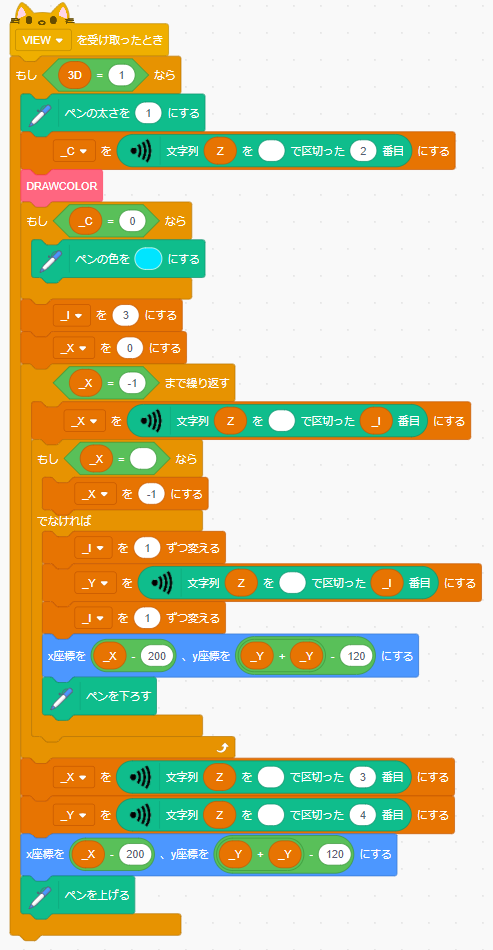 VIEW を受け取ったとき
もし 3D = 1 なら
ペンの太さを 1 にする
_C を 文字列 Z を で区切った 2 番目 にする
DRAWCOLOR
もし _C = 0 なら
ペンの色を にする
_I を 3 にする
_X を 0 にする
_X = -1 まで繰り返す
_X を 文字列 Z を で区切った _I 番目 にする
もし _X = なら
_X を -1 にする
でなければ
_I を 1 ずつ変える
_Y を 文字列 Z を で区切った _I 番目 にする
_I を 1 ずつ変える
x座標を _X - 200 、y座標を _Y + _Y - 120 にする
ペンを下ろす
_X を 文字列 Z を で区切った 3 番目 にする
_Y を 文字列 Z を で区切った 4 番目 にする
x座標を _X - 200 、y座標を _Y + _Y - 120 にする
ペンを上げる